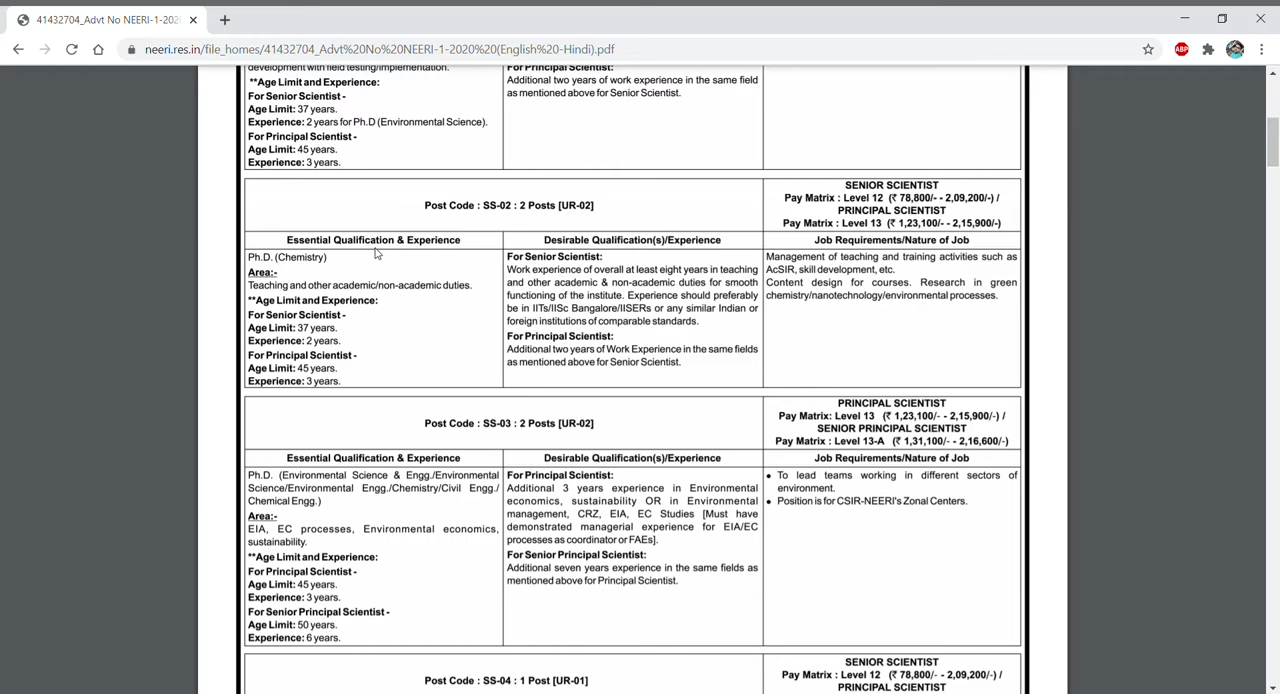 41432704_Advt No NEERI-1-202
neeri.res.in/file_homes/41432704_Advt%20No%20NEERI-1-2020%20(English%20-Hindi).pdf
ABP
development with field testing/implementation.
**Age Limit and Experience:
For Senior Scientist -
Age Limit: 37 years.
Experience: 2 years for Ph.D (Environmental Science).
For Principal Scientist -
Age Limit: 45 years.
Experience: 3 years.
For Principal Scientist:
Additional two years of work experience in the same field
as mentioned above for Senior Scientist.
Post Code : SS-02 : 2 Posts [UR-02]
SENIOR SCIENTIST
Pay Matrix : Level 12 (₹ 78,800/- - 2,09,200/-) /
PRINCIPAL SCIENTIST
Pay Matrix : Level 13 (₹ 1,23,100/- - 2,15,900/-)
Essential Qualification & Experience
Desirable Qualification(s)/Experience
Job Requirements/Nature of Job
Ph.D. (Chemistry)
Area:-
Teaching and other academic/non-academic duties.
**Age Limit and Experience:
For Senior Scientist -
Age Limit: 37 years.
Experience: 2 years.
For Principal Scientist -
Age Limit: 45 years.
Experience: 3 years.
For Senior Scientist:
Work experience of overall at least eight years in teaching
and other academic & non-academic duties for smooth
functioning of the institute. Experience should preferably
be in IITs/IISc Bangalore/IISERs or any similar Indian or
foreign institutions of comparable standards.
For Principal Scientist:
Additional two years of Work Experience in the same fields
as mentioned above for Senior Scientist.
Management of teaching and training activities such as
AcSIR, skill development, etc.
Content design for courses. Research in green
chemistry/nanotechnology/environmental processes.
Post Code : SS-03 : 2 Posts [UR-02]
PRINCIPAL SCIENTIST
Pay Matrix: Level 13 (₹ 1,23,100/- - 2,15,900/-) /
SENIOR PRINCIPAL SCIENTIST
Pay Matrix : Level 13-A (₹ 1,31,100/- - 2,16,600/-)
Essential Qualification & Experience
Desirable Qualification(s)/Experience
Job Requirements/Nature of Job
Ph.D. (Environmental Science & Engg./Environmental
Science/Environmental Engg./Chemistry/Civil Engg./
Chemical Engg.)
Area:-
EIA, EC processes, Environmental economics,
sustainability.
**Age Limit and Experience:
For Principal Scientist -
Age Limit: 45 years.
Experience: 3 years.
For Senior Principal Scientist -
Age Limit: 50 years.
Experience: 6 years.
For Principal Scientist:
Additional 3 years experience in Environmental
economics, sustainability OR in Environmental
management, CRZ, EIA, EC Studies [Must have
demonstrated managerial experience for EIA/EC
processes as coordinator or FAEs].
For Senior Principal Scientist:
Additional seven years experience in the same fields as
mentioned above for Principal Scientist.
• To lead teams working in different sectors of
environment.
• Position is for CSIR-NEERI's Zonal Centers.
Post Code : SS-04 : 1 Post [UR-01]
SENIOR SCIENTIST
Pay Matrix : Level 12 (₹ 78,800/- - 2,09,200/-) /
PRINCIPAL SCIENTIST